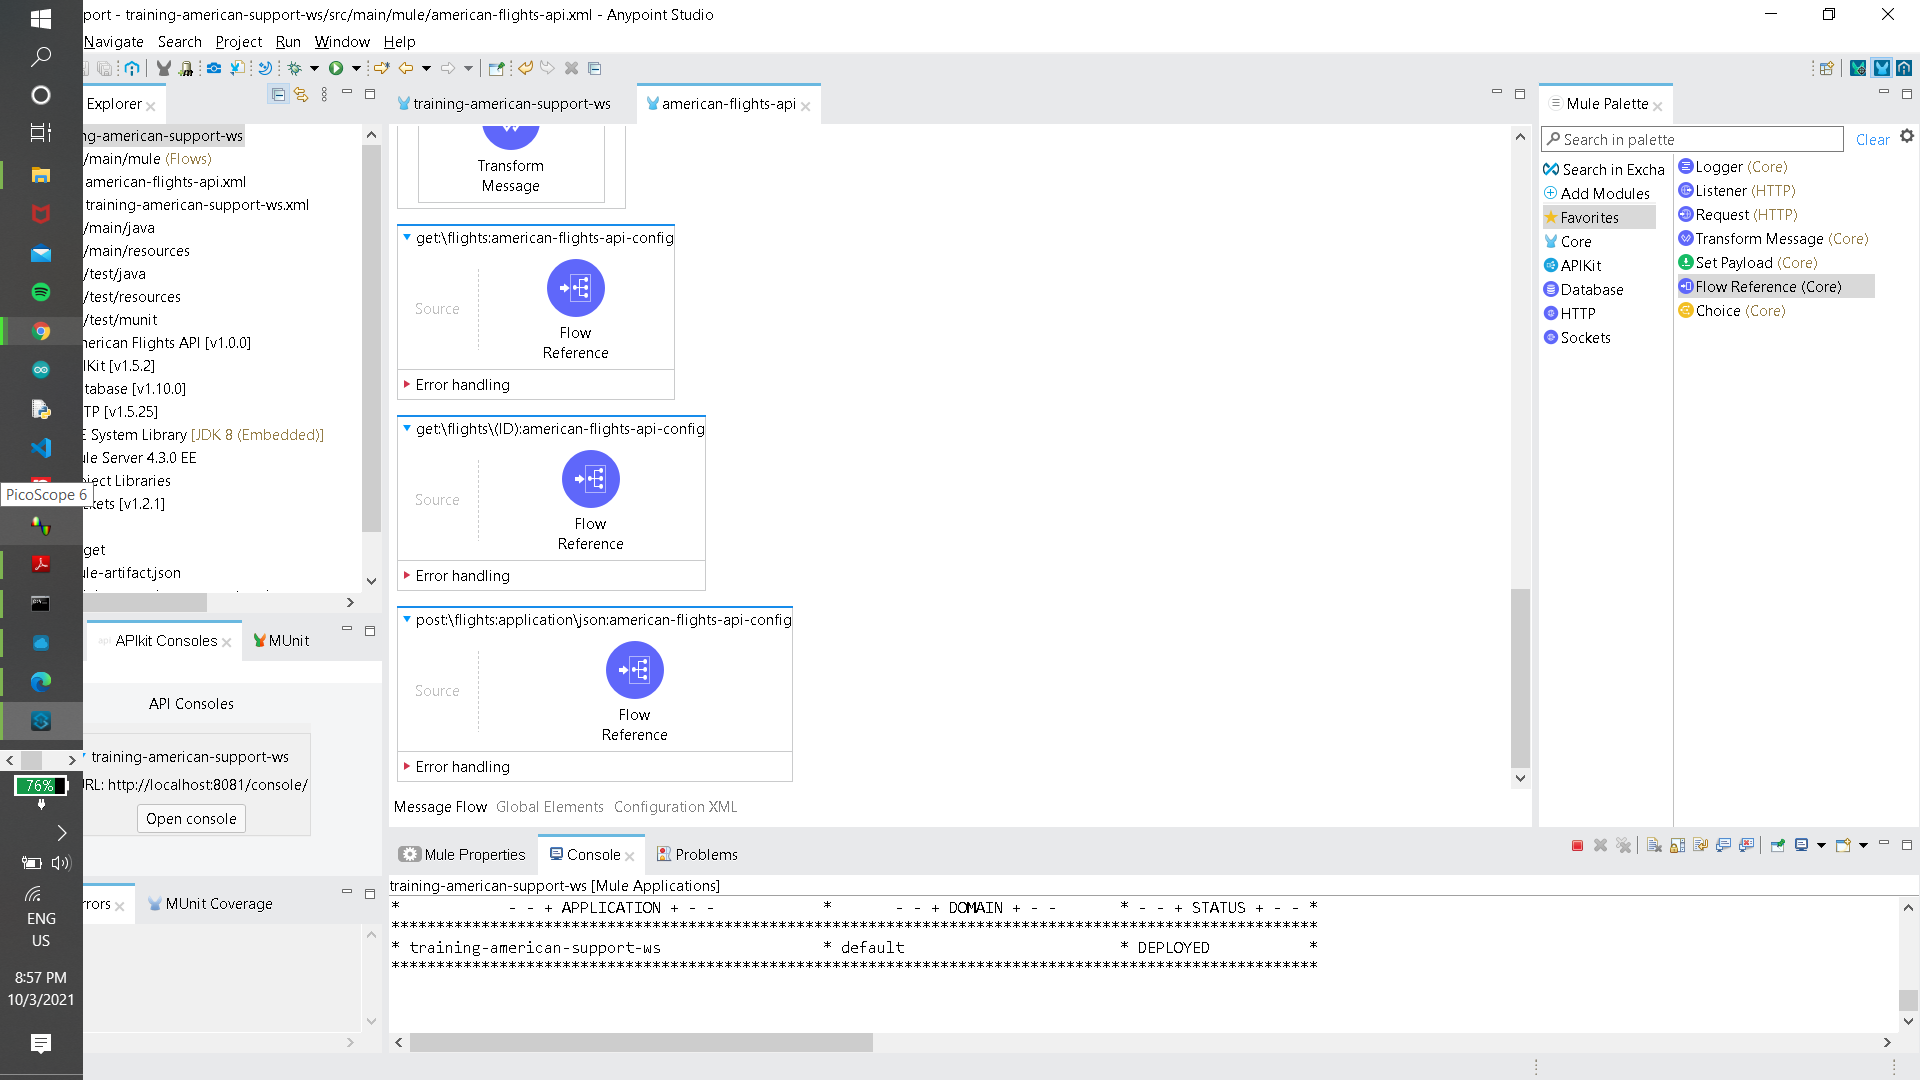 port - training-american-support-ws/src/main/mule/american-flights-api.xml - Anypoint Studio
Navigate Search Project Run Window Help
Explorer
ng-american-support-ws
/main/mule (Flows)
american-flights-api.xml
training-american-support-ws.xml
/main/java
/main/resources
/test/java
/test/resources
/test/munit
erican Flights API [v1.0.0]
IKit [v1.5.2]
tabase [v1.10.0]
TP [v1.5.25]
E System Library [JDK 8 (Embedded)]
ule Server 4.3.0 EE
ject Libraries
PicoScope 6
kets [v1.2.1]
get
ule-artifact.json
api APIkit Consoles MUnit
API Consoles
training-american-support-ws
URL: http://localhost:8081/console/
Open console
rrors MUnit Coverage
76%
ENG
US
8:57 PM
10/3/2021
training-american-support-ws american-flights-api
Transform
Message
get:\flights:american-flights-api-config
Source
Flow
Reference
Error handling
get:\flights\(ID):american-flights-api-config
Source
Flow
Reference
Error handling
post:\flights:application\json:american-flights-api-config
Source
Flow
Reference
Error handling
Message Flow Global Elements Configuration XML
Mule Palette
Search in palette
Clear
Search in Excha
Add Modules
Favorites
Core
APIKit
Database
HTTP
Sockets
Logger (Core)
Listener (HTTP)
Request (HTTP)
Transform Message (Core)
Set Payload (Core)
Flow Reference (Core)
Choice (Core)
Mule Properties Console Problems
training-american-support-ws [Mule Applications]
* - - + APPLICATION + - - * - - + DOMAIN + - - * - - + STATUS + - - *
*******************************************************************************************************
* training-american-support-ws * default * DEPLOYED *
*******************************************************************************************************